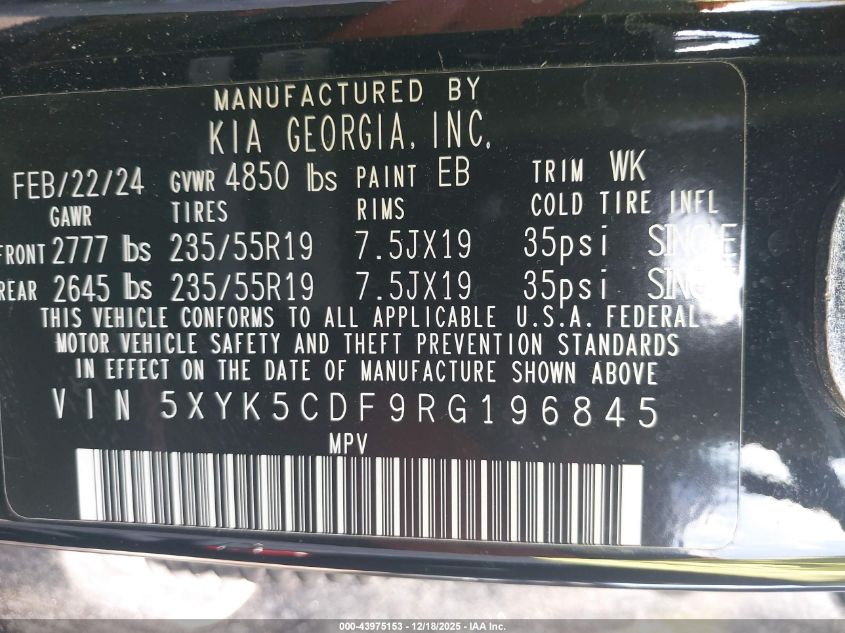 MANUFACTURED BY
KIA GEORGIA, INC.
FEB/22/24 GVWR 4850 lbs PAINT EB TRIM WK
GAWR TIRES RIMS COLD TIRE INFL
FRONT 2777 lbs 235/55R19 7.5JX19 35psi SINGLE
REAR 2645 lbs 235/55R19 7.5JX19 35psi SINGLE
THIS VEHICLE CONFORMS TO ALL APPLICABLE U.S.A. FEDERAL
MOTOR VEHICLE SAFETY AND THEFT PREVENTION STANDARDS
IN EFFECT ON THE DATE OF MANUFACTURE SHOWN ABOVE
VIN 5XYK5CDF9RG196845
MPV
000-43975153 - 12/18/2025 - IAA Inc.